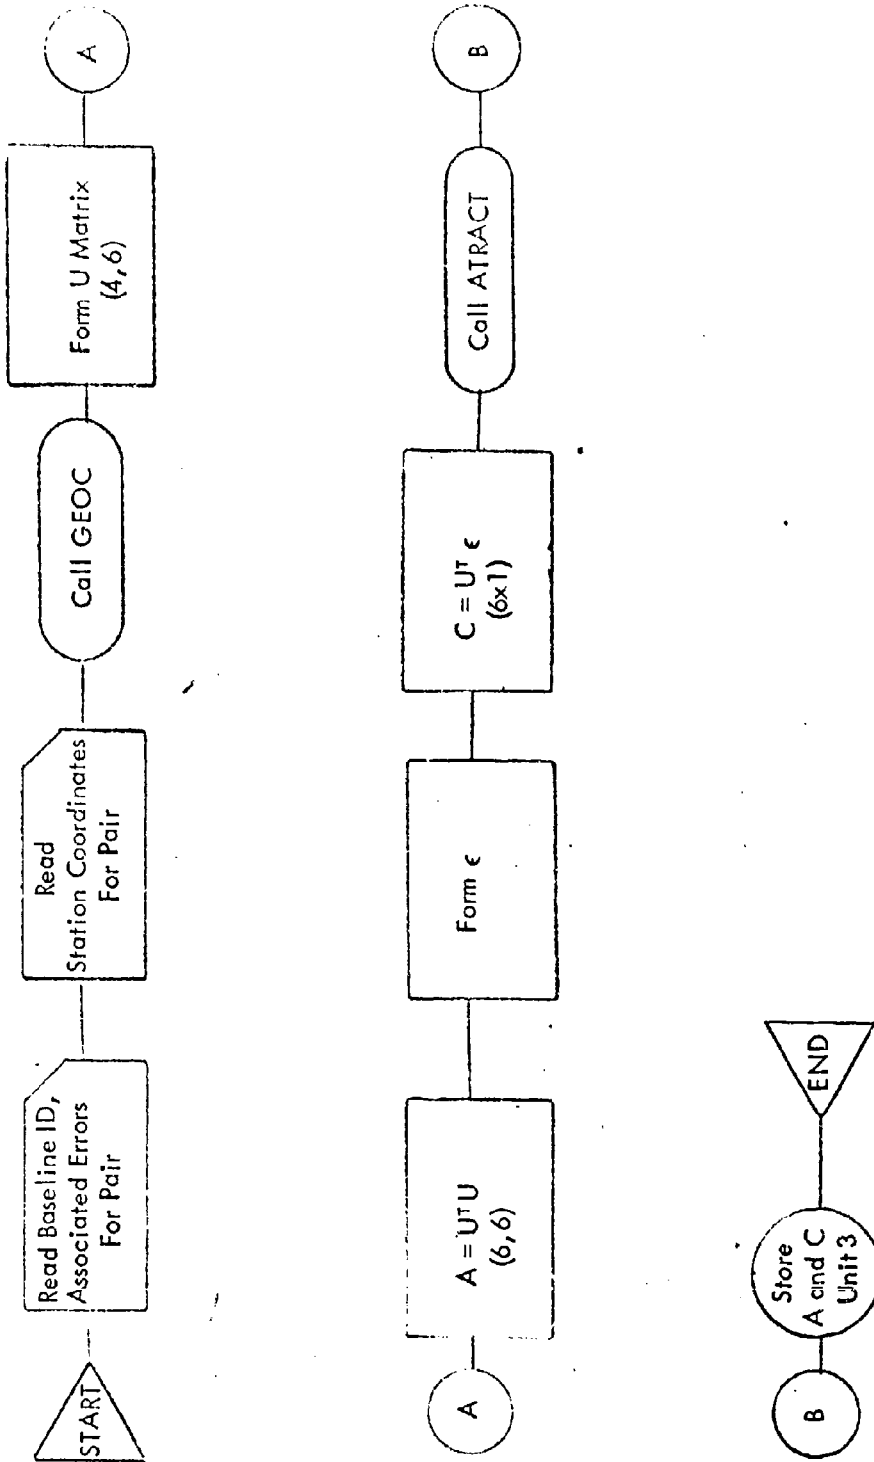 START
Read Baseline ID,
Associated Errors
For Pair
Read
Station Coordinates
For Pair
Call GEOC
Form U Matrix
(4,6)
A
A
A = UᵀU
(6,6)
Form ϵ
C = Uᵀ ϵ
(6x1)
Call ATRACT
B
B
Store
A and C
Unit 3
END